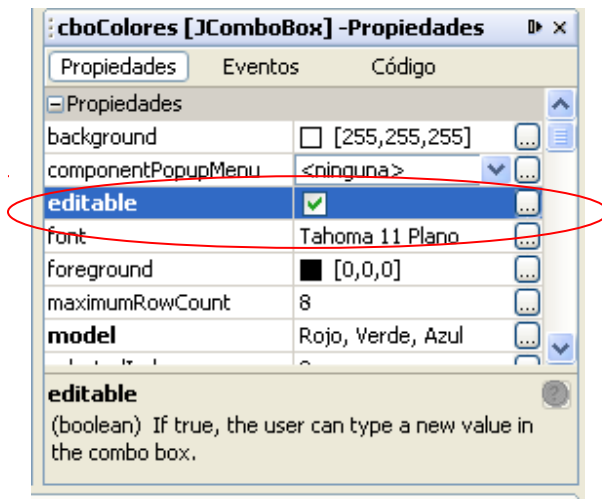 cboColores [JComboBox] -Propiedades
Propiedades Eventos Código
Propiedades
background [255,255,255] ...
componentPopupMenu <ninguna> ...
editable ...
font Tahoma 11 Plano ...
foreground [0,0,0] ...
maximumRowCount 8 ...
model Rojo, Verde, Azul ...
editable
(boolean) If true, the user can type a new value in
the combo box.